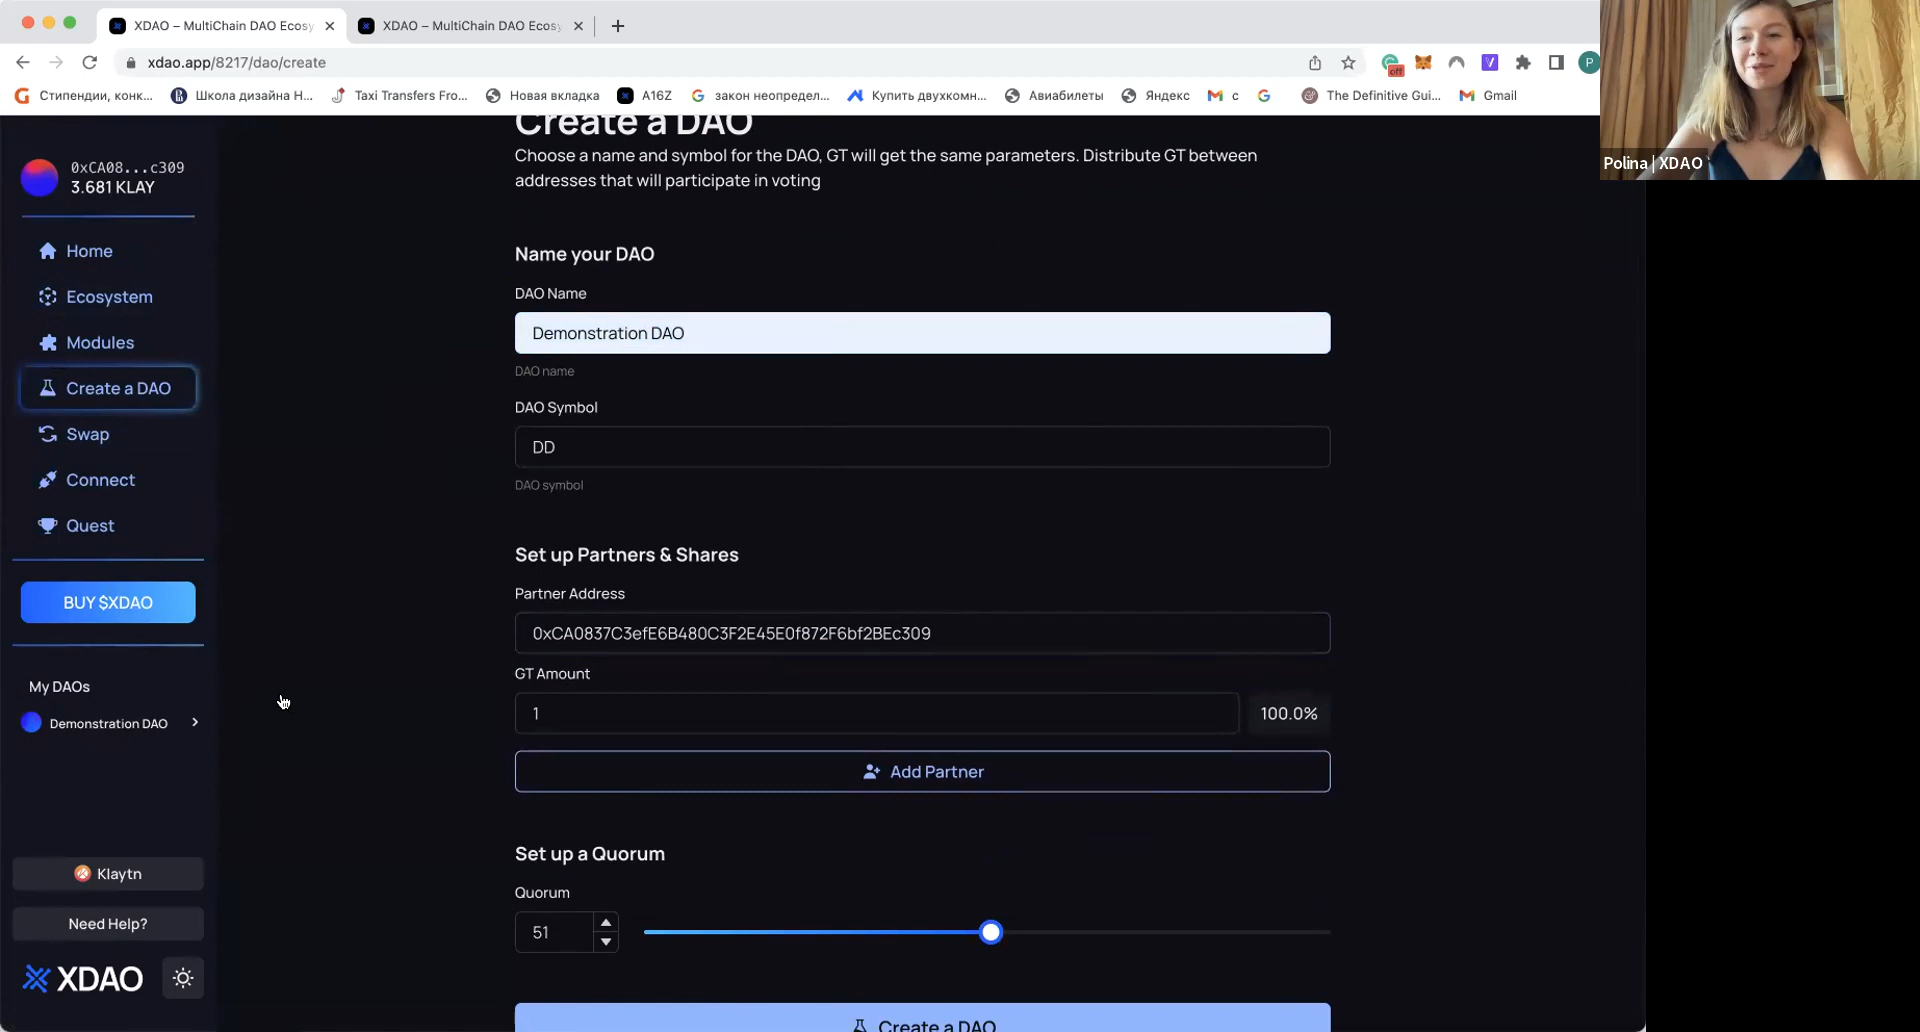 XDAO – MultiChain DAO Ecosy
XDAO – MultiChain DAO Ecos
xdao.app/8217/dao/create
off
P
Стипендии, конк...
Школа дизайна Н...
Taxi Transfers Fro...
Новая вкладка
A16Z
закон неопредел...
Купить двухкомн...
Авиабилеты
Яндекс
с
The Definitive Gui...
Gmail
Polina | XDAO
0xCA08...c309
3.681 KLAY
Home
Ecosystem
Modules
Create a DAO
Swap
Connect
Quest
BUY $XDAO
My DAOs
Demonstration DAO
Klaytn
Need Help?
XDAO
Create a DAO
Choose a name and symbol for the DAO, GT will get the same parameters. Distribute GT between
addresses that will participate in voting
Name your DAO
DAO Name
Demonstration DAO
DAO name
DAO Symbol
DD
DAO symbol
Set up Partners & Shares
Partner Address
0xCA0837C3efE6B480C3F2E45E0f872F6bf2BEc309
GT Amount
1
100.0%
Add Partner
Set up a Quorum
Quorum
51
Create a DAO